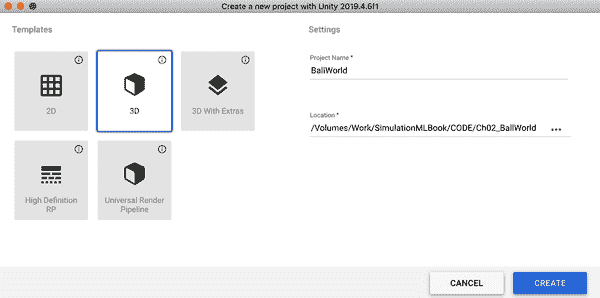 Create a new project with Unity 2019.4.6f1
Templates
Settings
2D
3D
3D With Extras
High Definition
RP
Universal Render
Pipeline
Project Name *
BallWorld
Location *
/Volumes/Work/SimulationMLBook/CODE/Ch02_BallWorld
CANCEL
CREATE